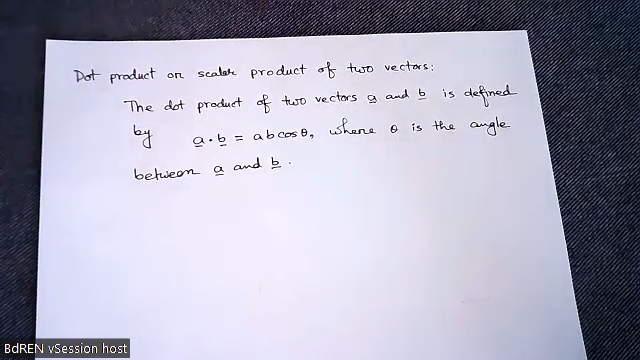 Dot product or scalar product of two vectors:
The dot product of two vectors a and b is defined
by a · b = ab cos θ, where θ is the angle
between a and b.
BdREN vSession host